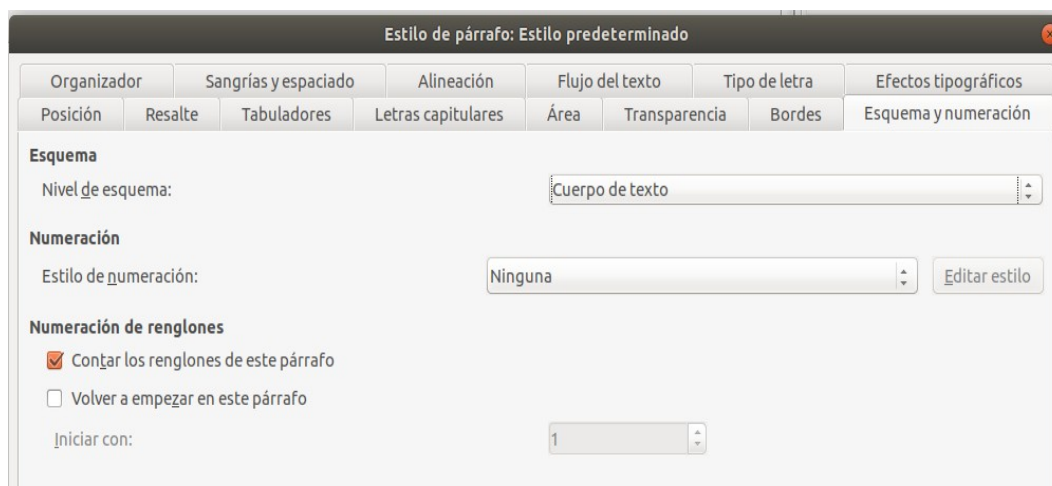 Estilo de párrafo: Estilo predeterminado
Organizador Sangrías y espaciado Alineación Flujo del texto Tipo de letra Efectos tipográficos
Posición Resalte Tabuladores Letras capitulares Área Transparencia Bordes Esquema y numeración
Esquema
Nivel de esquema: Cuerpo de texto
Numeración
Estilo de numeración: Ninguna Editar estilo
Numeración de renglones
Contar los renglones de este párrafo
Volver a empezar en este párrafo
Iniciar con: 1